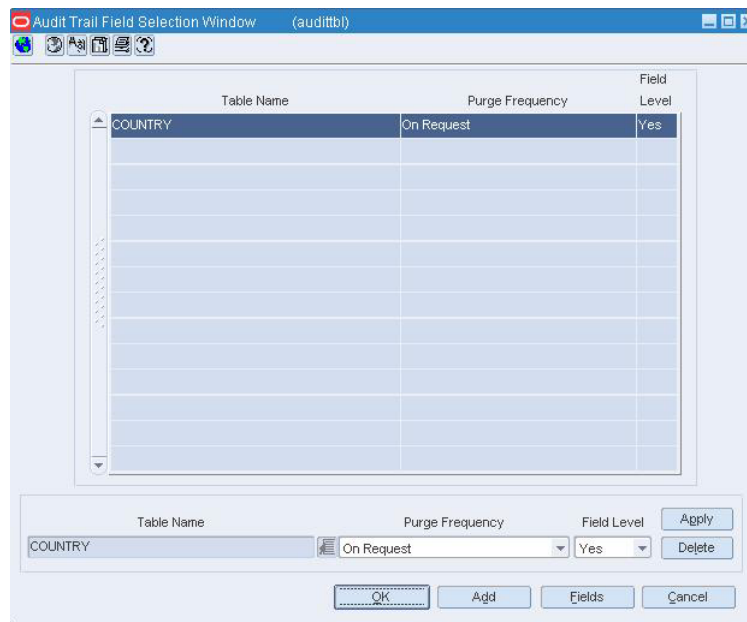 Audit Trail Field Selection Window (audittbl)
Table Name Purge Frequency Field Level
COUNTRY On Request Yes
Table Name Purge Frequency Field Level Apply
COUNTRY On Request Yes Delete
OK Add Fields Cancel